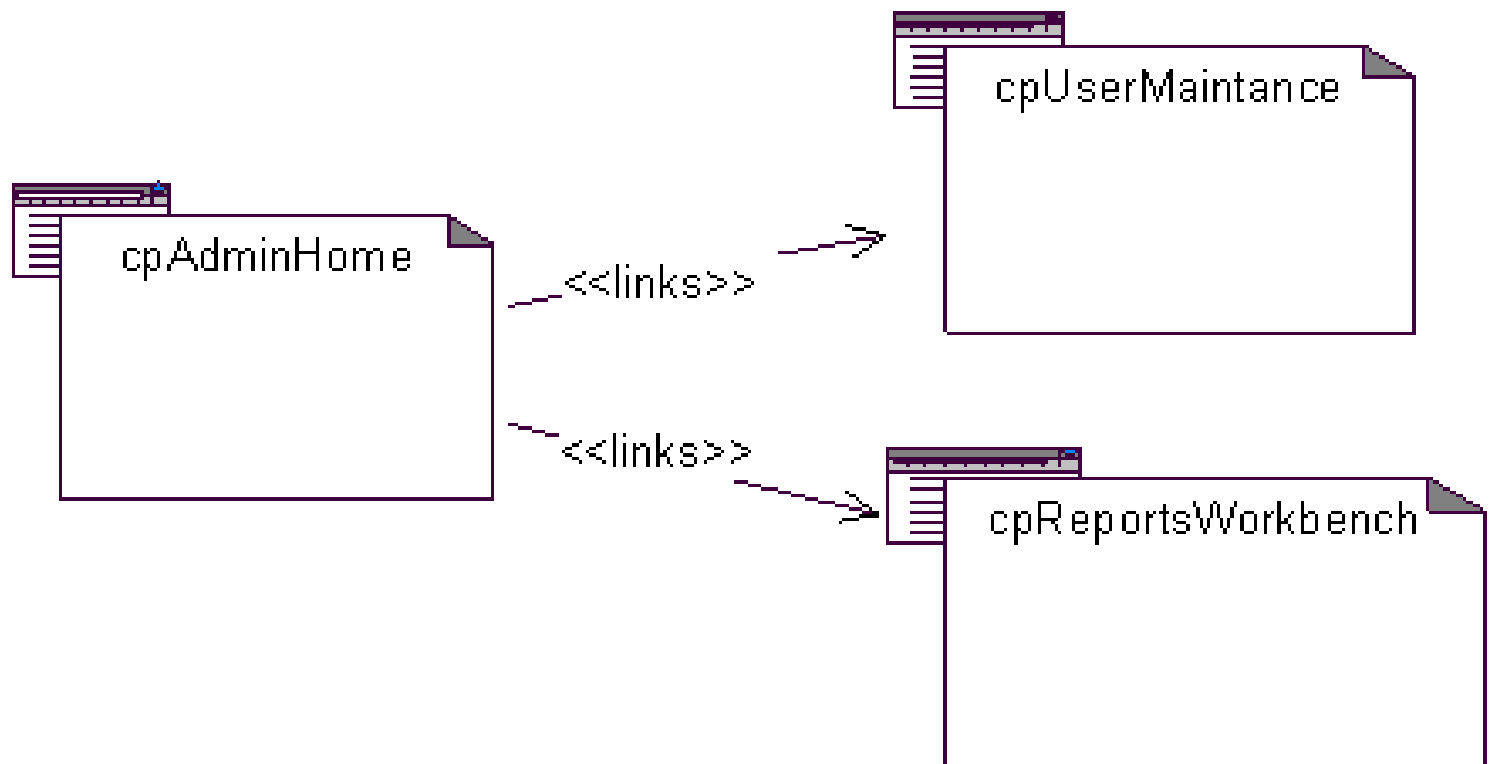 cpUserMaintance
cpAdminHome
<<links>>
<<links>>
cpReportsWorkbench